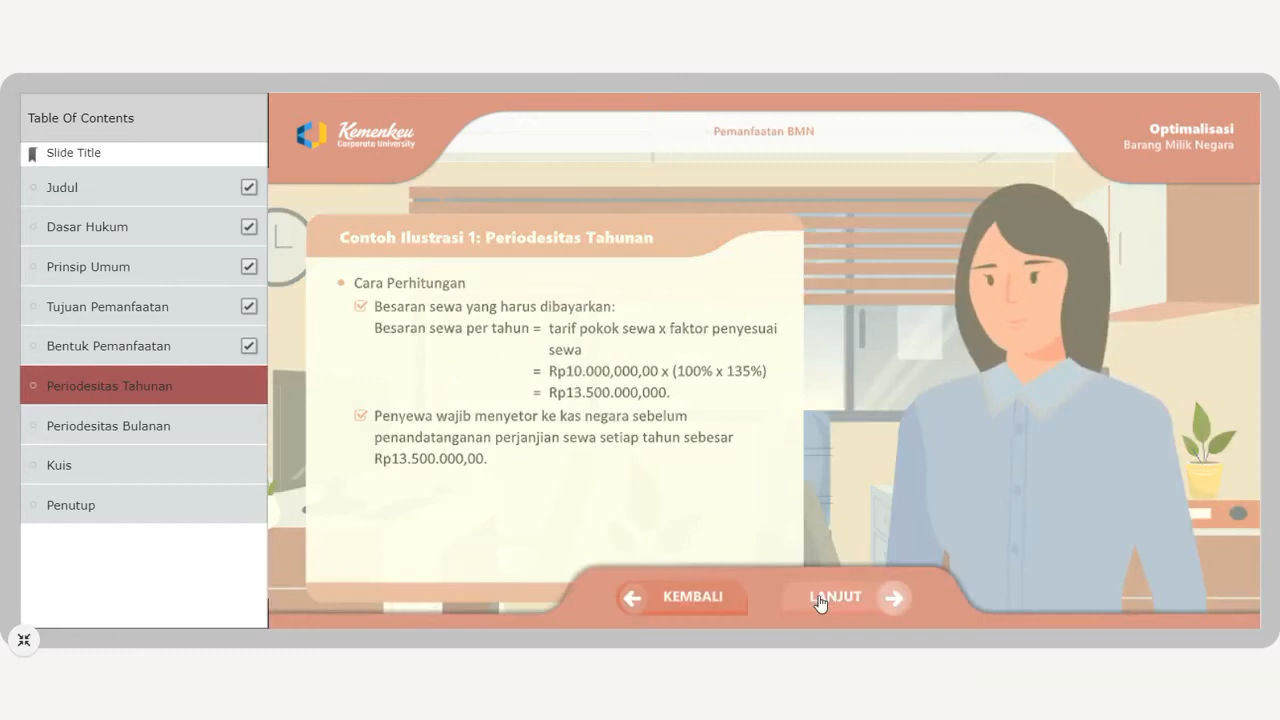 Table Of Contents
Slide Title
Judul
Dasar Hukum
Prinsip Umum
Tujuan Pemanfaatan
Bentuk Pemanfaatan
Periodesitas Tahunan
Periodesitas Bulanan
Kuis
Penutup
Kemenkeu
Corporate University
Pemanfaatan BMN
Optimalisasi
Barang Milik Negara
Contoh Ilustrasi 1: Periodesitas Tahunan
Cara Perhitungan
Besaran sewa yang harus dibayarkan:
Besaran sewa per tahun = tarif pokok sewa x faktor penyesuai
sewa
= Rp10.000,000,00 x (100% x 135%)
= Rp13.500.000,000.
Penyewa wajib menyetor ke kas negara sebelum
penandatanganan perjanjian sewa setiap tahun sebesar
Rp13.500.000,00.
KEMBALI
LANJUT